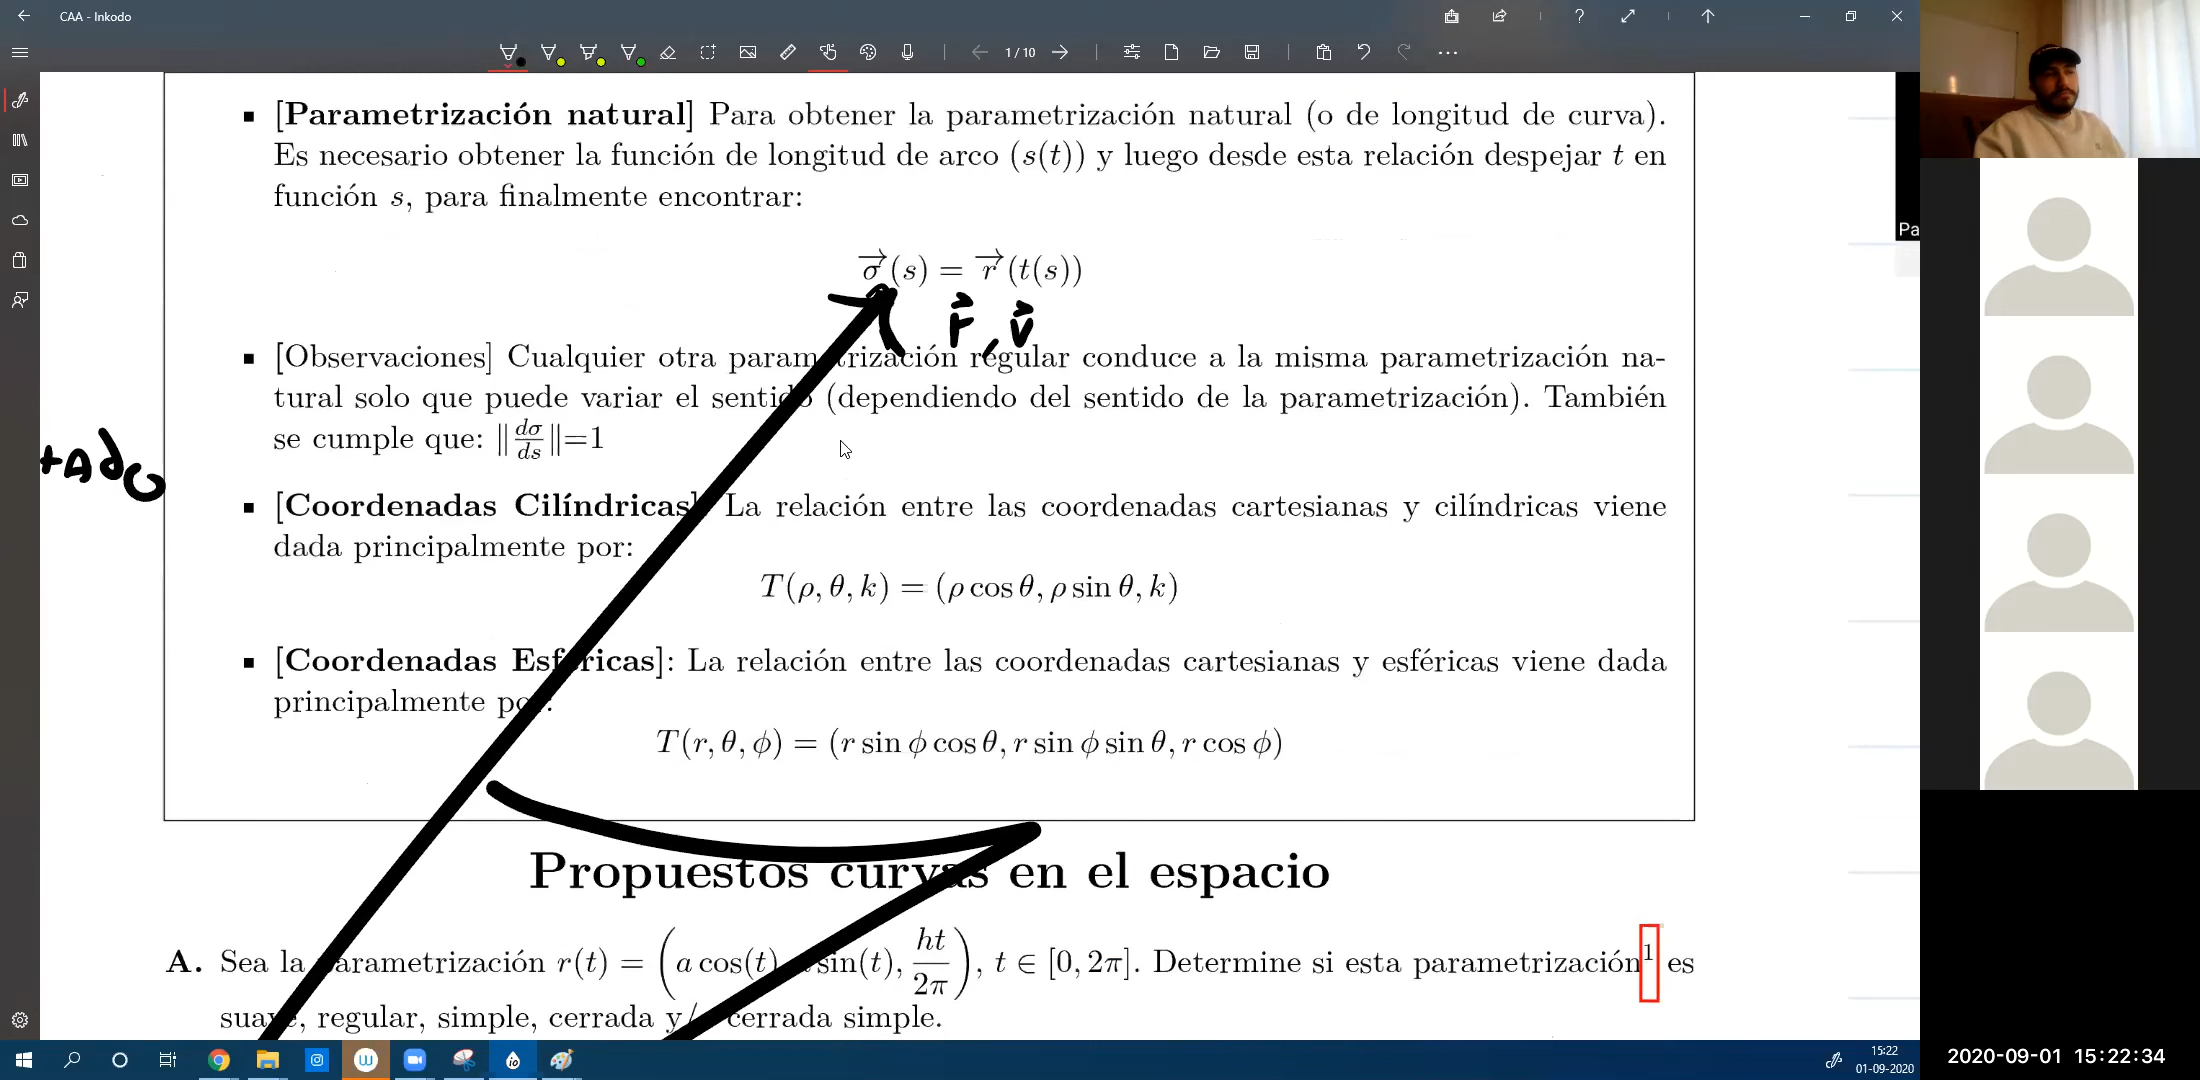 CAA - Inkodo
1 / 10
[Parametrización natural] Para obtener la parametrización natural (o de longitud de curva).
Es necesario obtener la función de longitud de arco (s(t)) y luego desde esta relación despejar t en
función s, para finalmente encontrar:
σ⃗(s) = r⃗(t(s))
r⃗, v⃗
[Observaciones] Cualquier otra parametrización regular conduce a la misma parametrización na-
tural solo que puede variar el sentido (dependiendo del sentido de la parametrización). También
se cumple que: ‖dσ/ds‖=1
[Coordenadas Cilíndricas]: La relación entre las coordenadas cartesianas y cilíndricas viene
dada principalmente por:
T(ρ, θ, k) = (ρ cos θ, ρ sin θ, k)
[Coordenadas Esféricas]: La relación entre las coordenadas cartesianas y esféricas viene dada
principalmente por:
T(r, θ, ϕ) = (r sin ϕ cos θ, r sin ϕ sin θ, r cos ϕ)
Propuestos curvas en el espacio
A. Sea la parametrización r(t) = (a cos(t), a sin(t), ht/2π), t ∈ [0, 2π]. Determine si esta parametrización¹ es
suave, regular, simple, cerrada y/o cerrada simple.
Pa
15:22
01-09-2020
2020-09-01 15:22:34